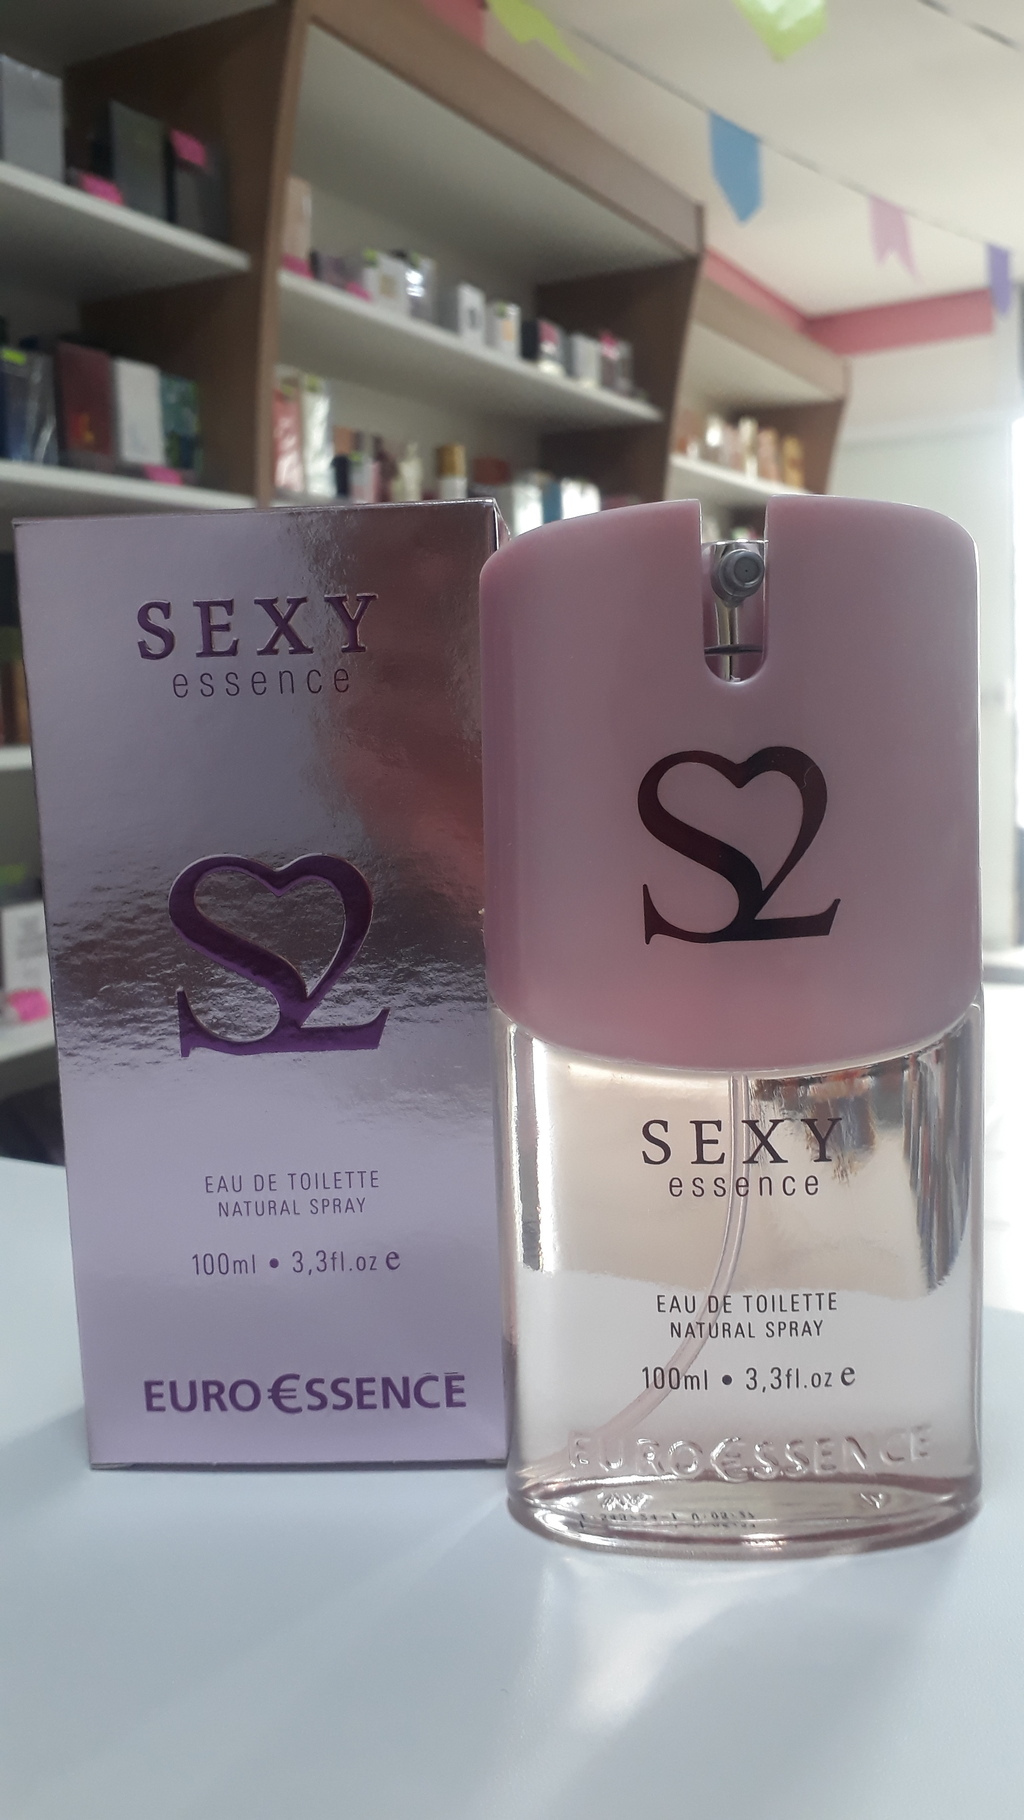 SEXY
essence
S2
EAU DE TOILETTE
NATURAL SPRAY
100ml • 3,3fl.oz e
EURO€SSENCE
S2
SEXY
essence
EAU DE TOILETTE
NATURAL SPRAY
100ml • 3,3fl.oz e
EURO€SSENCE